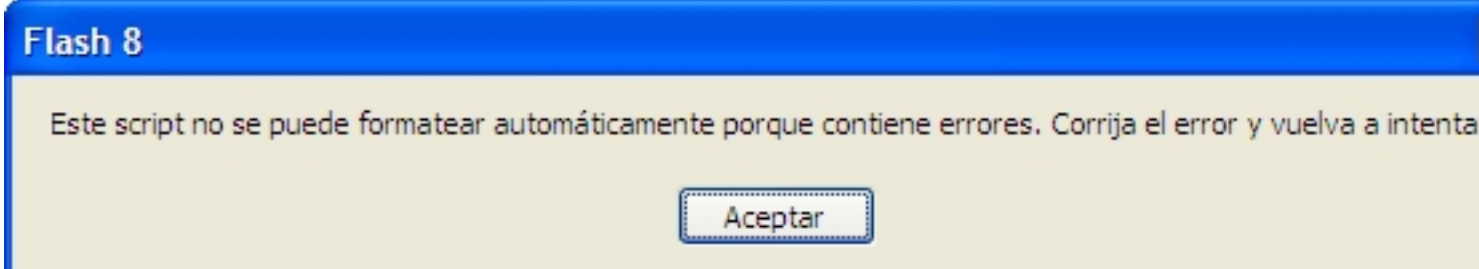 Flash 8
Este script no se puede formatear automáticamente porque contiene errores. Corrija el error y vuelva a intenta
Aceptar